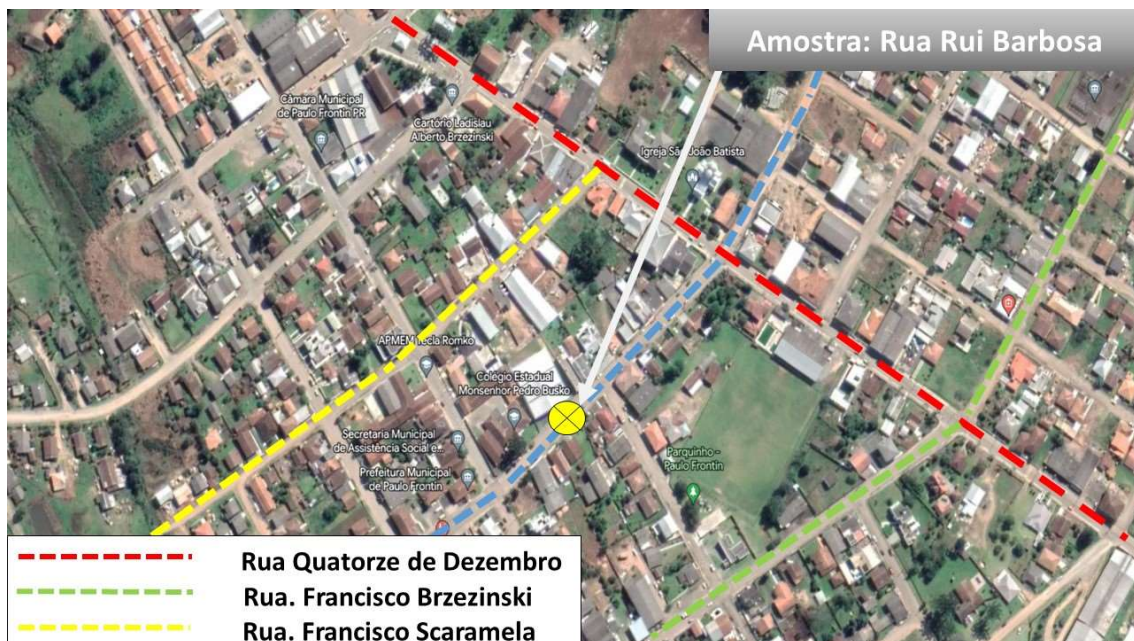 Amostra: Rua Rui Barbosa
Câmara Municipal
de Paulo Frontin PR
Cartório Ladislau
Alberto Brzezinski
Igreja São João Batista
APMEM Tecla Romko
Colégio Estadual
Monsenhor Pedro Busko
Secretaria Municipal
de Assistência Social e...
Prefeitura Municipal
de Paulo Frontin
Parquinho -
Paulo Frontin
Rua Quatorze de Dezembro
Rua. Francisco Brzezinski
Rua. Francisco Scaramela